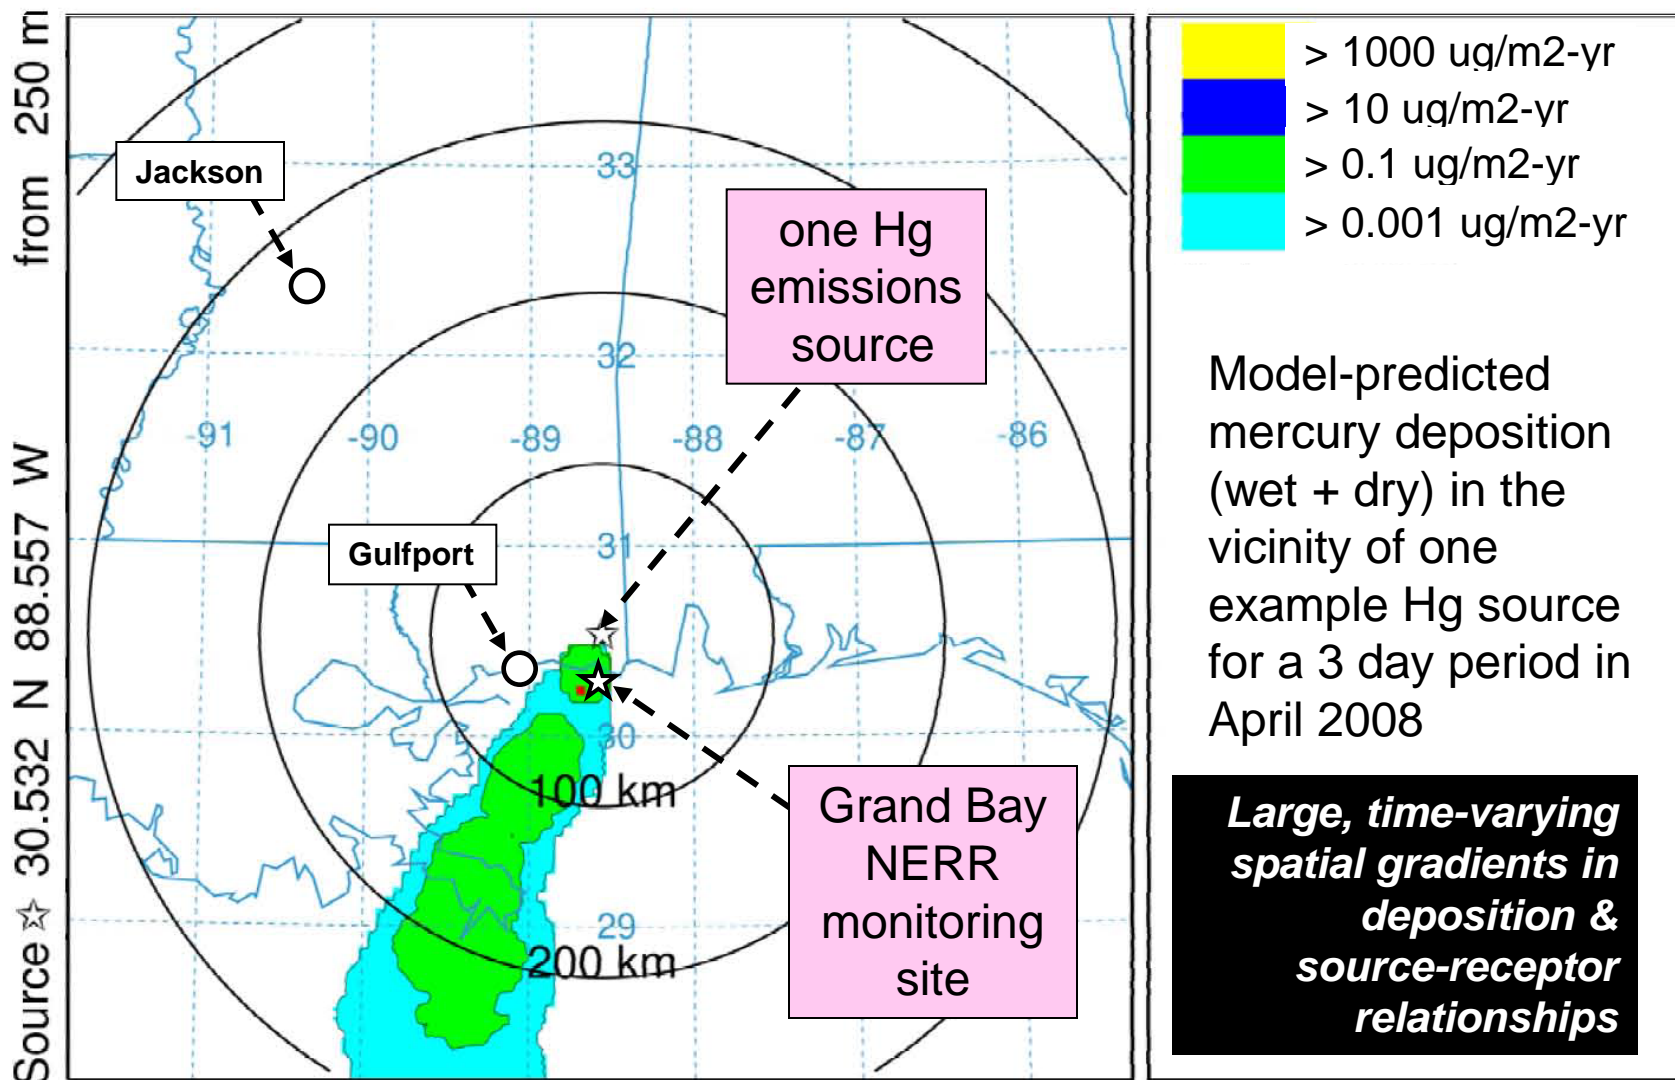 Source ☆ 30.532 N 88.557 W from 250 m
Jackson
33
one Hg
emissions
source
32
-91
-90
-89
-88
-87
-86
31
Gulfport
30
100 km
Grand Bay
NERR
monitoring
site
29
200 km
> 1000 ug/m2-yr
> 10 ug/m2-yr
> 0.1 ug/m2-yr
> 0.001 ug/m2-yr
Model-predicted
mercury deposition
(wet + dry) in the
vicinity of one
example Hg source
for a 3 day period in
April 2008
Large, time-varying
spatial gradients in
deposition &
source-receptor
relationships